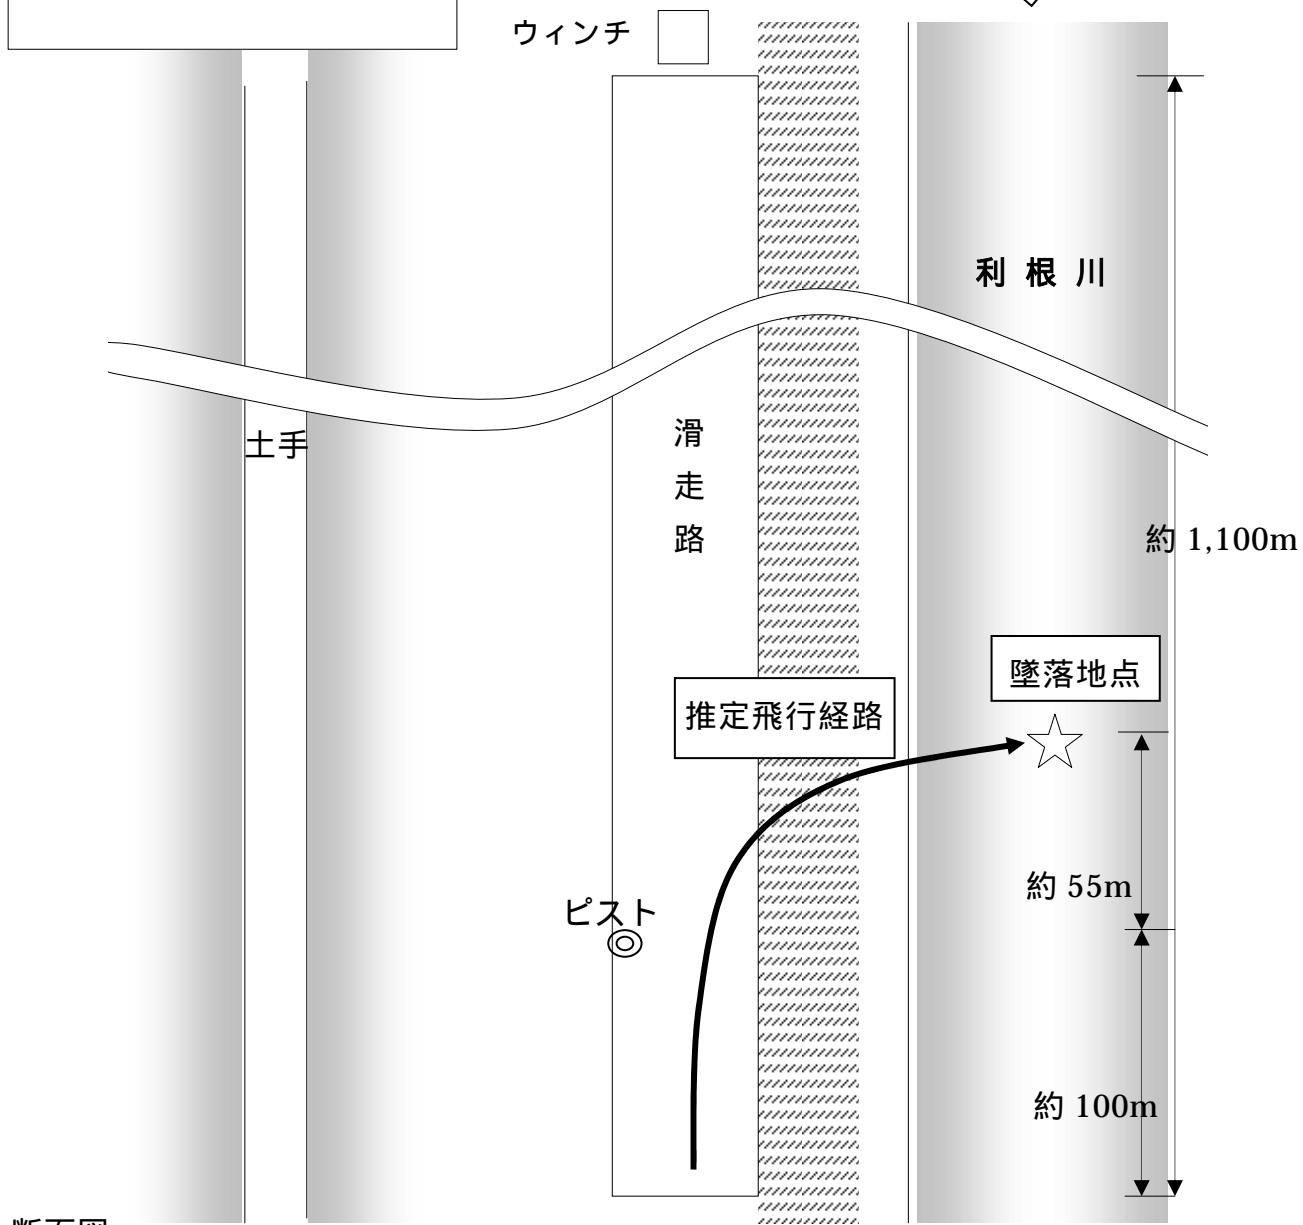 ウィンチ
利根川
土手
滑走路
約 1,100m
墜落地点
推定飛行経路
約 55m
ピスト
約 100m
断面図